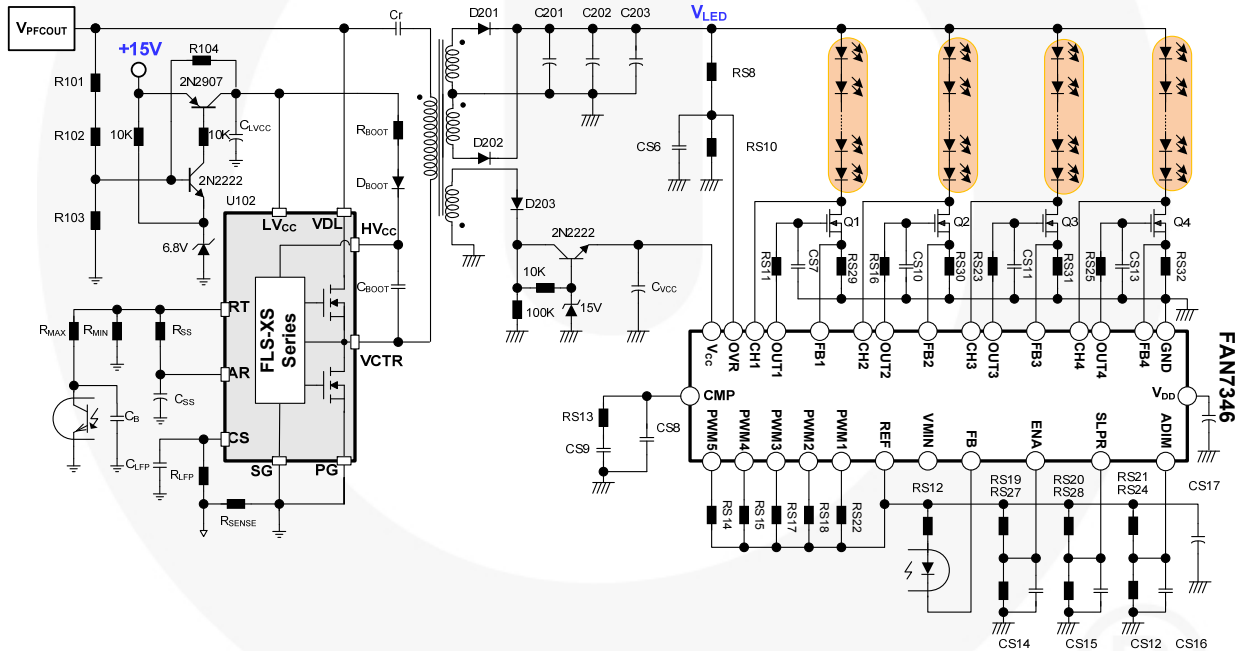 VPFCOUT
Cr
D201
C201
C202
C203
VLED
+15V
R104
R101
2N2907
RS8
R102
10K
10K
CLVCC
RBOOT
D202
CS6
RS10
2N2222
DBOOT
R103
U102
D203
LVCC
VDL
HVCC
6.8V
2N2222
Q1
Q2
Q3
Q4
RS11
CS7
RS29
RS16
CS10
RS30
RS23
CS11
RS31
RS25
CS13
RS32
CBOOT
10K
CVCC
100K
15V
RT
RMAX
RMIN
RSS
FLS-XS
Series
VCTR
AR
CSS
CB
CS
CLFP
RLFP
SG
PG
RSENSE
VCC
OVR
CH1
OUT1
FB1
CH2
OUT2
FB2
CH3
OUT3
FB3
CH4
OUT4
FB4
GND
FAN7346
CMP
VDD
RS13
CS9
CS8
PWM5
PWM4
PWM3
PWM2
PWM1
REF
VMIN
FB
ENA
SLPR
ADIM
CS17
RS14
RS15
RS17
RS18
RS22
RS12
RS19
RS27
RS20
RS28
RS21
RS24
CS14
CS15
CS12
CS16